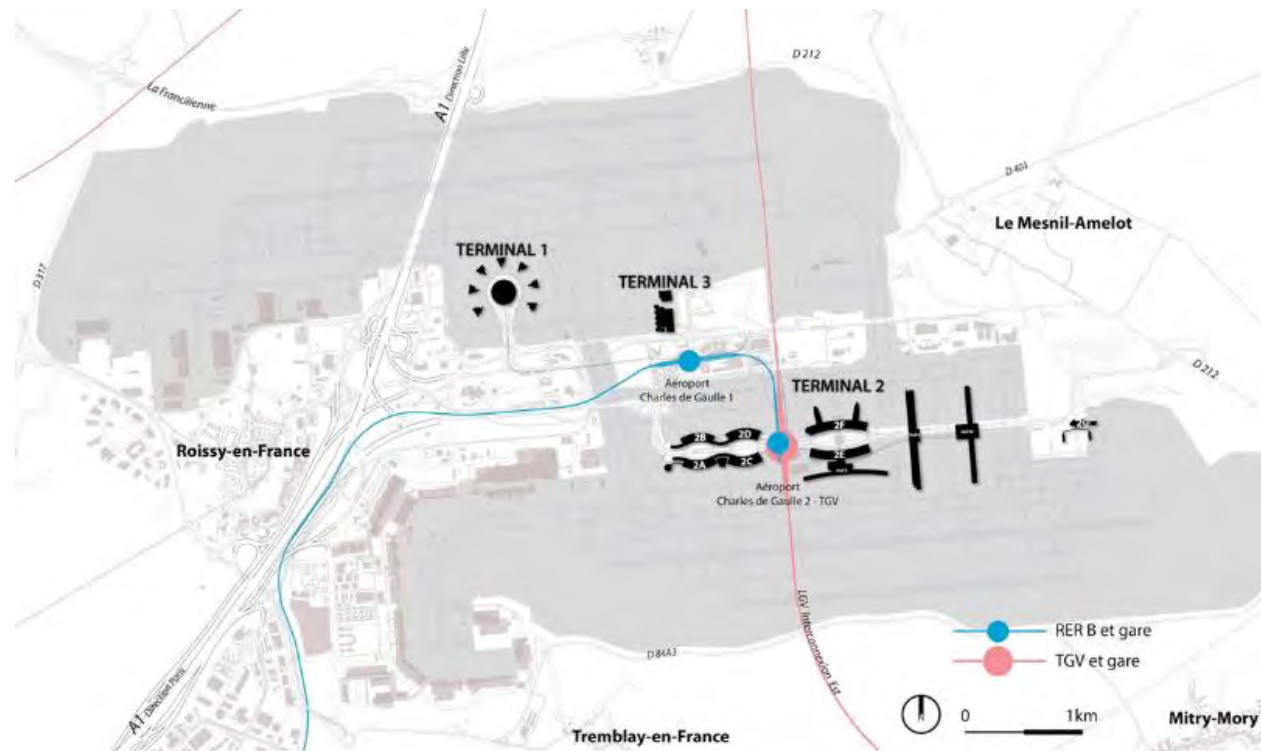 D 212
La Francilienne
A1 Direction Lille
D 401
Le Mesnil-Amelot
TERMINAL 1
D 317
TERMINAL 3
D 212
Aéroport
Charles de Gaulle 1
TERMINAL 2
2F
2B
2D
2G
Roissy-en-France
2A
2C
2E
Aéroport
Charles de Gaulle 2 - TGV
LGV Interconnexion Est
RER B et gare
D 84A3
TGV et gare
A1 Direction Paris
N
0
1km
Mitry-Mory
Tremblay-en-France